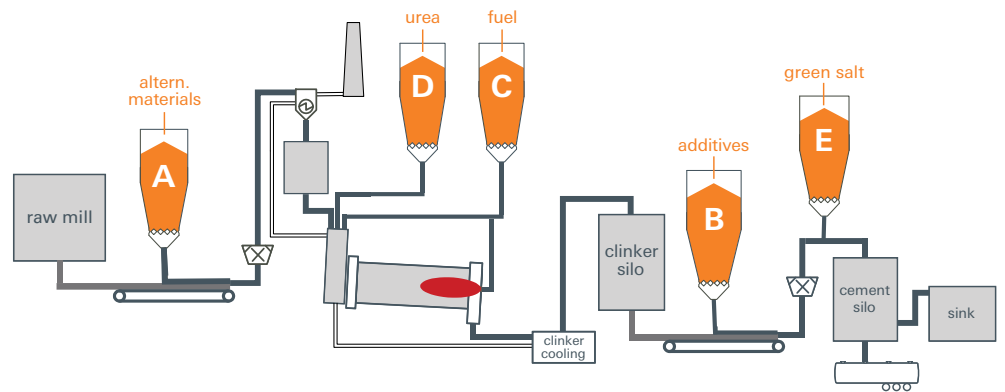 urea
fuel
D
C
altern.
materials
A
green salt
E
additives
B
raw mill
clinker
silo
cement
silo
sink
clinker
cooling